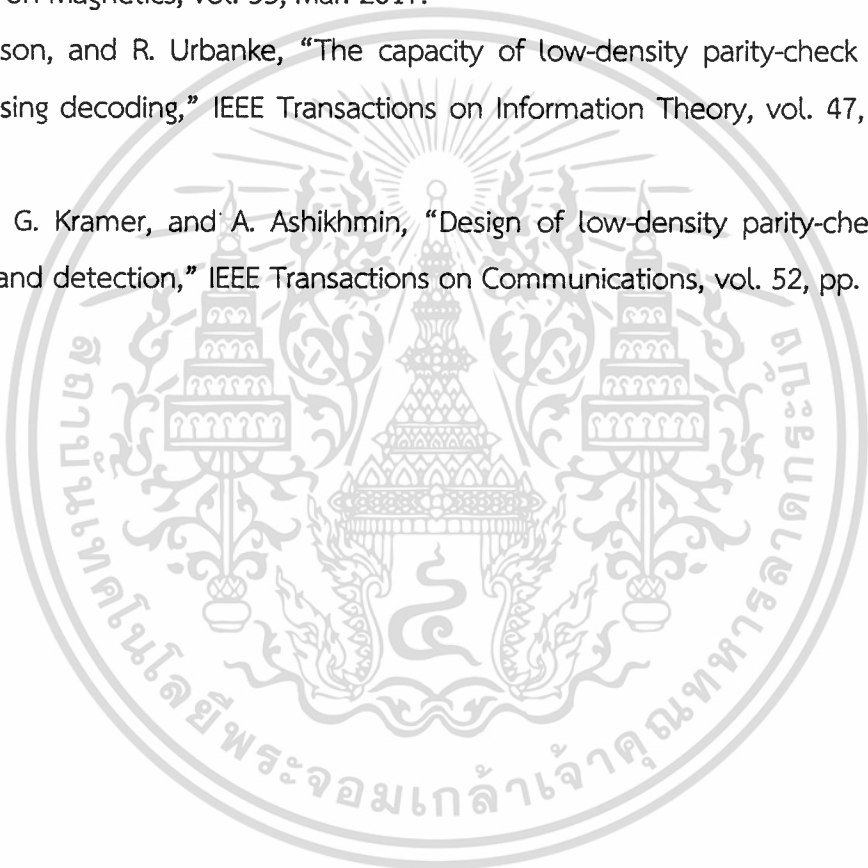 on Magnetics, vol. 53, Mar. 2017.
son, and R. Urbanke, “The capacity of low-density parity-check
sing decoding,” IEEE Transactions on Information Theory, vol. 47,
G. Kramer, and A. Ashikhmin, “Design of low-density parity-che
and detection,” IEEE Transactions on Communications, vol. 52, pp.
สถาบันเทคโนโลยีพระจอมเกล้าเจ้าคุณทหารลาดกระบัง